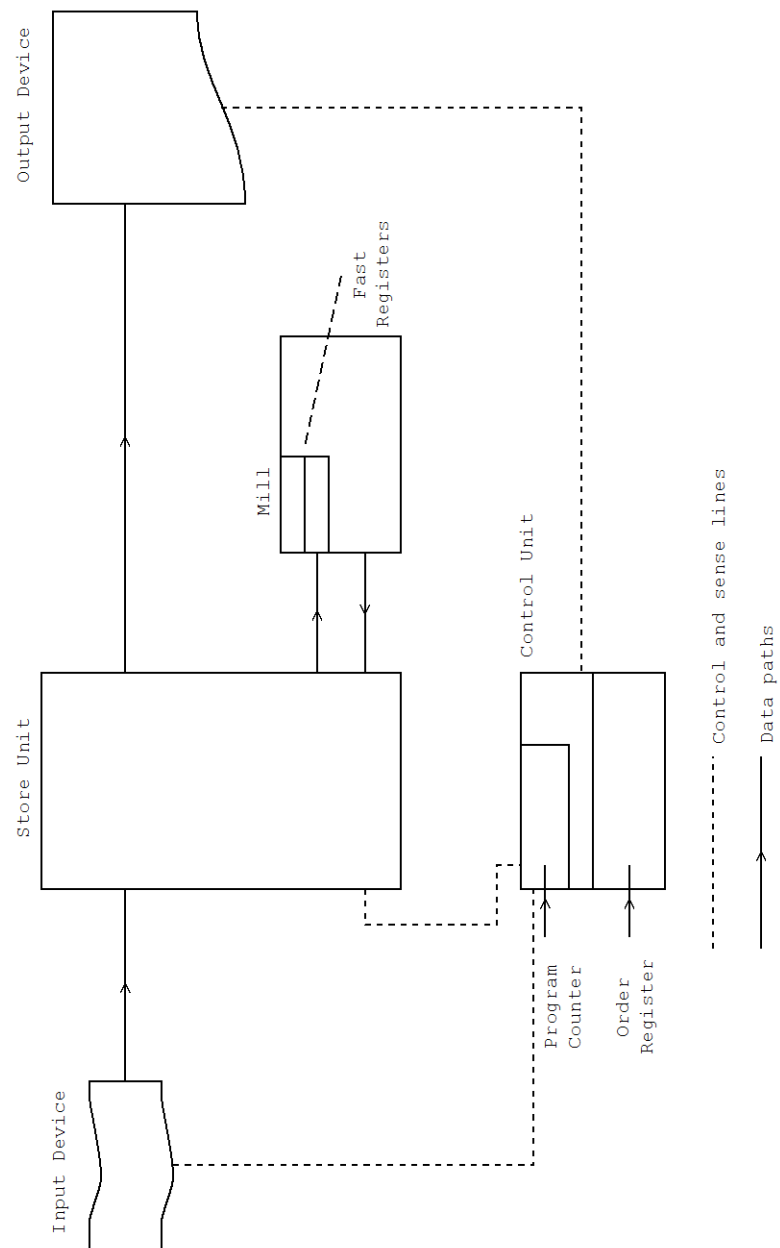 Input Device
Store Unit
Output Device
Mill
Fast
Registers
Control Unit
Program
Counter
Order
Register
Control and sense lines
Data paths